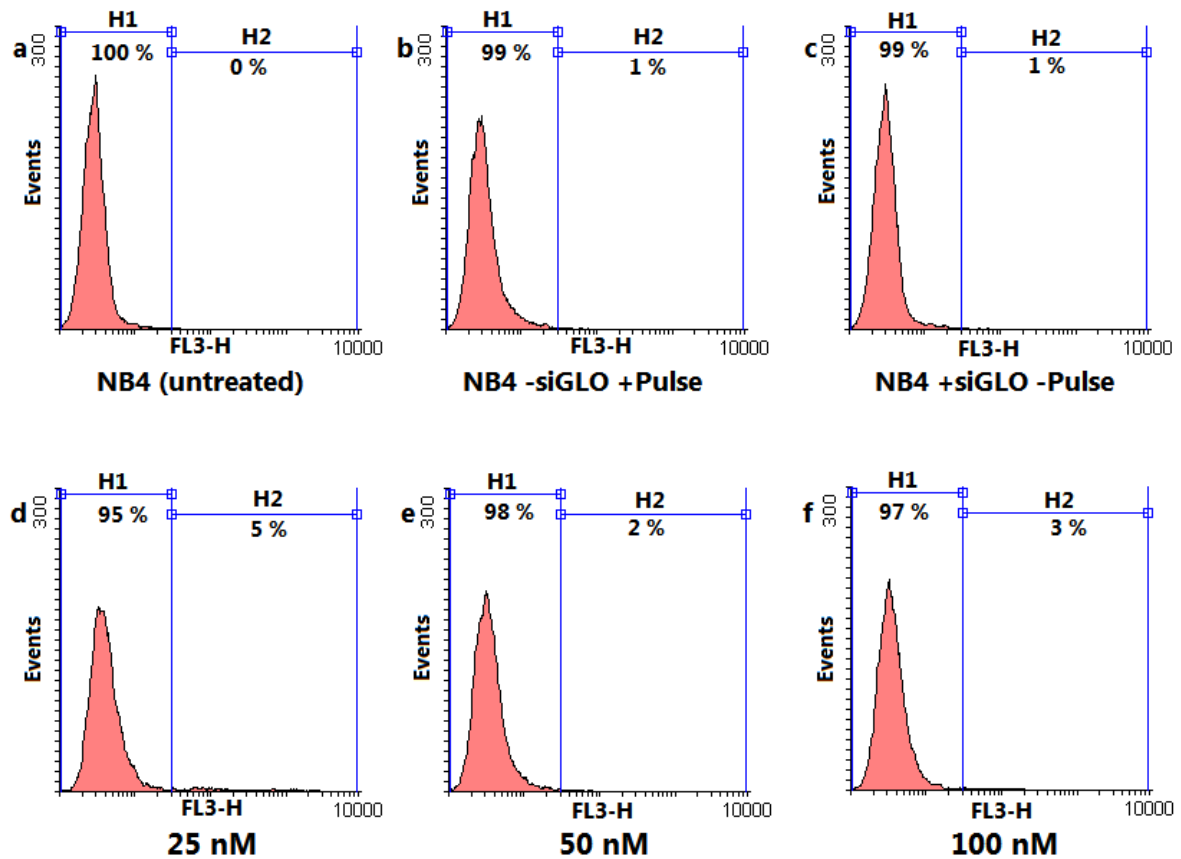 a
H1
100 %
H2
0 %
300
Events
FL3-H
10000
NB4 (untreated)
b
H1
99 %
H2
1 %
300
Events
FL3-H
10000
NB4 -siGLO +Pulse
c
H1
99 %
H2
1 %
300
Events
FL3-H
10000
NB4 +siGLO -Pulse
d
H1
95 %
H2
5 %
300
Events
FL3-H
10000
25 nM
e
H1
98 %
H2
2 %
300
Events
FL3-H
10000
50 nM
f
H1
97 %
H2
3 %
300
Events
FL3-H
10000
100 nM